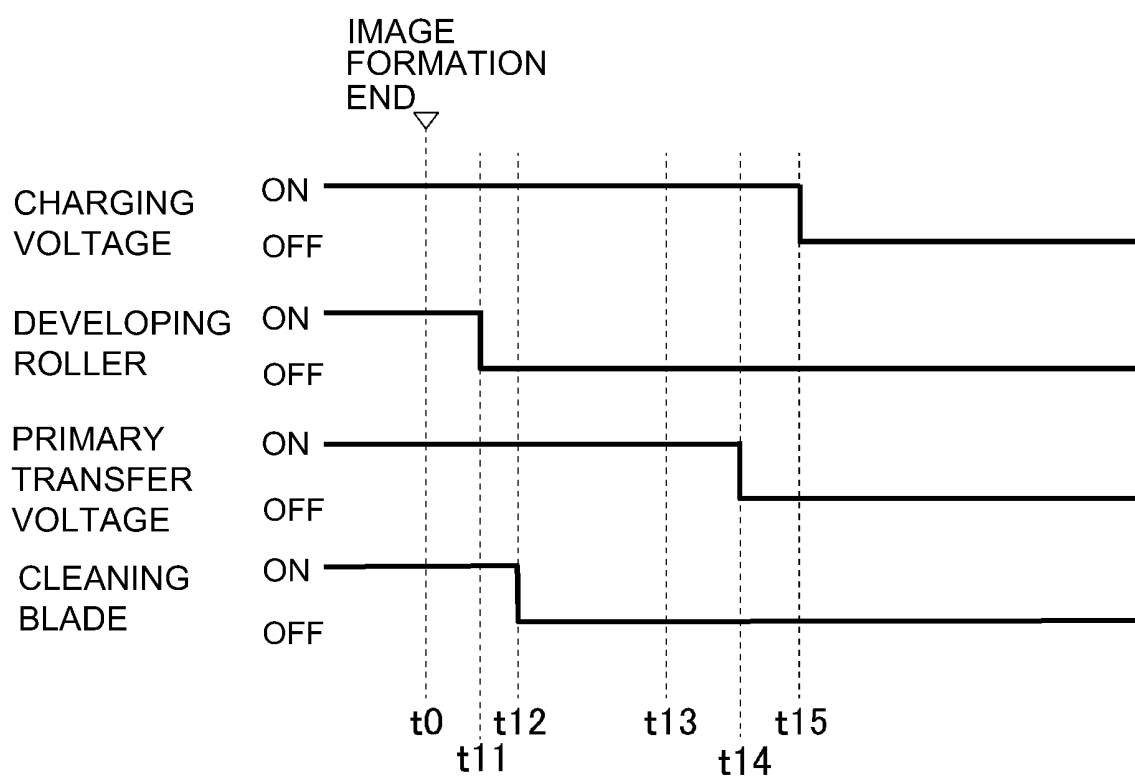 IMAGE
FORMATION
END
CHARGING
VOLTAGE
ON
OFF
DEVELOPING
ROLLER
ON
OFF
PRIMARY
TRANSFER
VOLTAGE
ON
OFF
CLEANING
BLADE
ON
OFF
t0
t11
t12
t13
t14
t15